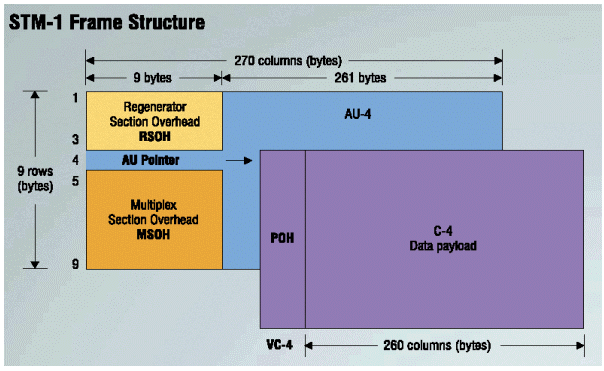 STM-1 Frame Structure
270 columns (bytes)
9 bytes
261 bytes
1
Regenerator
Section Overhead
RSOH
AU-4
3
4
AU Pointer
9 rows
(bytes)
5
Multiplex
Section Overhead
MSOH
POH
C-4
Data payload
9
VC-4
260 columns (bytes)